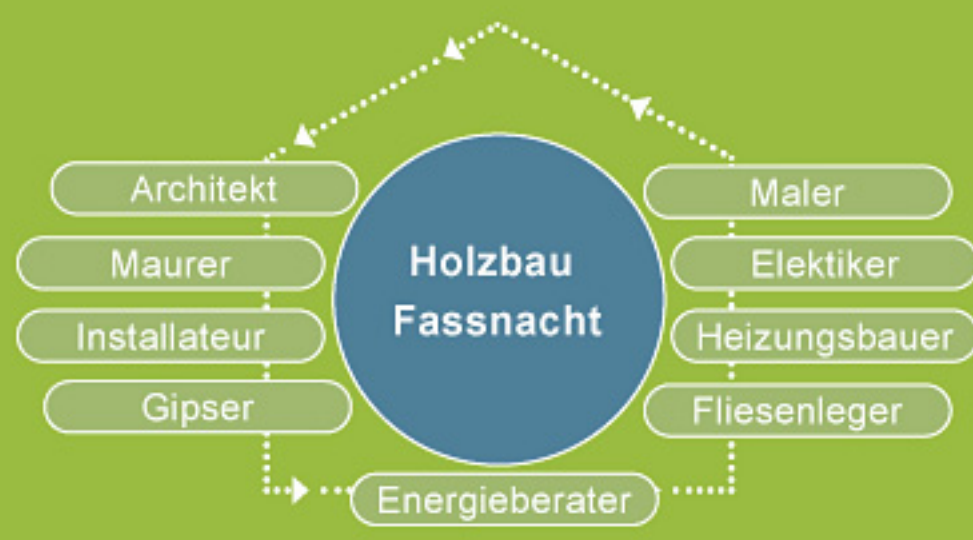 Architekt
Maurer
Installateur
Gipser
Holzbau
Fassnacht
Maler
Elektiker
Heizungsbauer
Fliesenleger
Energieberater